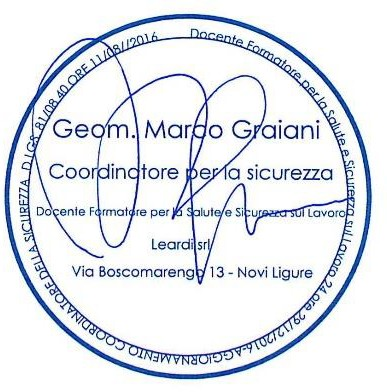 Docente Formatore per la Salute e Sicurezza sul Lavoro 24 ore 29/12/2016-AGGIORNAMENTO COORDINATORE DELLA SICUREZZA D.LGS. 81/08 40 ORE 11/08//2016
Geom. Marco Graiani
Coordinatore per la sicurezza
Docente Formatore per la Salute e Sicurezza sul Lavoro
Leardi srl
Via Boscomarengo 13 - Novi Ligure